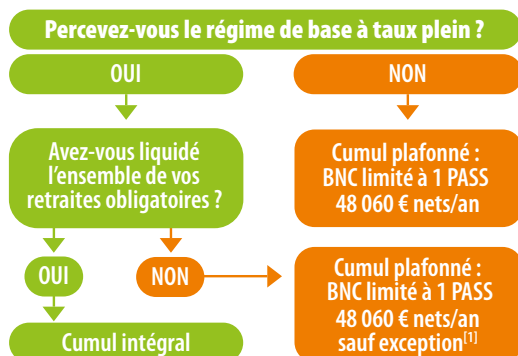 Percevez-vous le régime de base à taux plein ?
OUI
NON
Avez-vous liquidé
l'ensemble de vos
retraites obligatoires ?
Cumul plafonné :
BNC limité à 1 PASS
48 060 € nets/an
OUI
NON
Cumul plafonné :
BNC limité à 1 PASS
48 060 € nets/an
sauf exception[1]
Cumul intégral